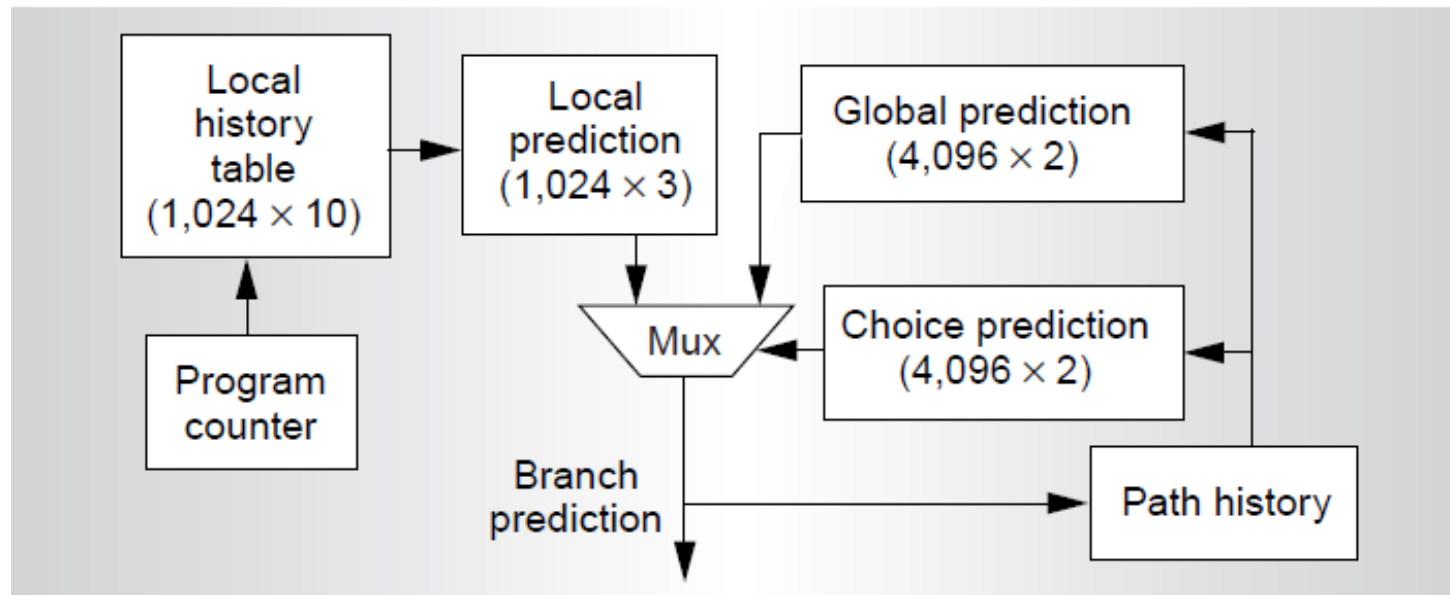 Local
history
table
(1,024 × 10)
Local
prediction
(1,024 × 3)
Global prediction
(4,096 × 2)
Mux
Choice prediction
(4,096 × 2)
Program
counter
Branch
prediction
Path history